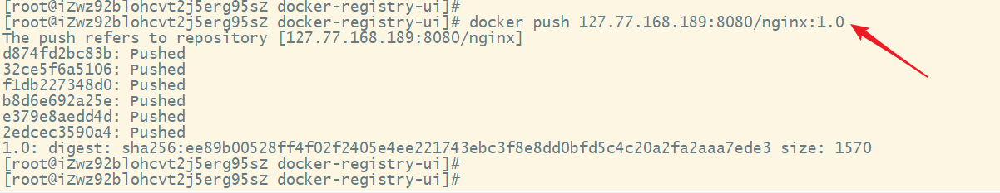 [root@iZwz92blohcvt2j5erg95sZ docker-registry-ui]#
[root@iZwz92blohcvt2j5erg95sZ docker-registry-ui]# docker push 127.77.168.189:8080/nginx:1.0
The push refers to repository [127.77.168.189:8080/nginx]
d874fd2bc83b: Pushed
32ce5f6a5106: Pushed
f1db227348d0: Pushed
b8d6e692a25e: Pushed
e379e8aedd4d: Pushed
2edcec3590a4: Pushed
1.0: digest: sha256:ee89b00528ff4f02f2405e4ee221743ebc3f8e8dd0bfd5c4c20a2fa2aaa7ede3 size: 1570
[root@iZwz92blohcvt2j5erg95sZ docker-registry-ui]#
[root@iZwz92blohcvt2j5erg95sZ docker-registry-ui]#